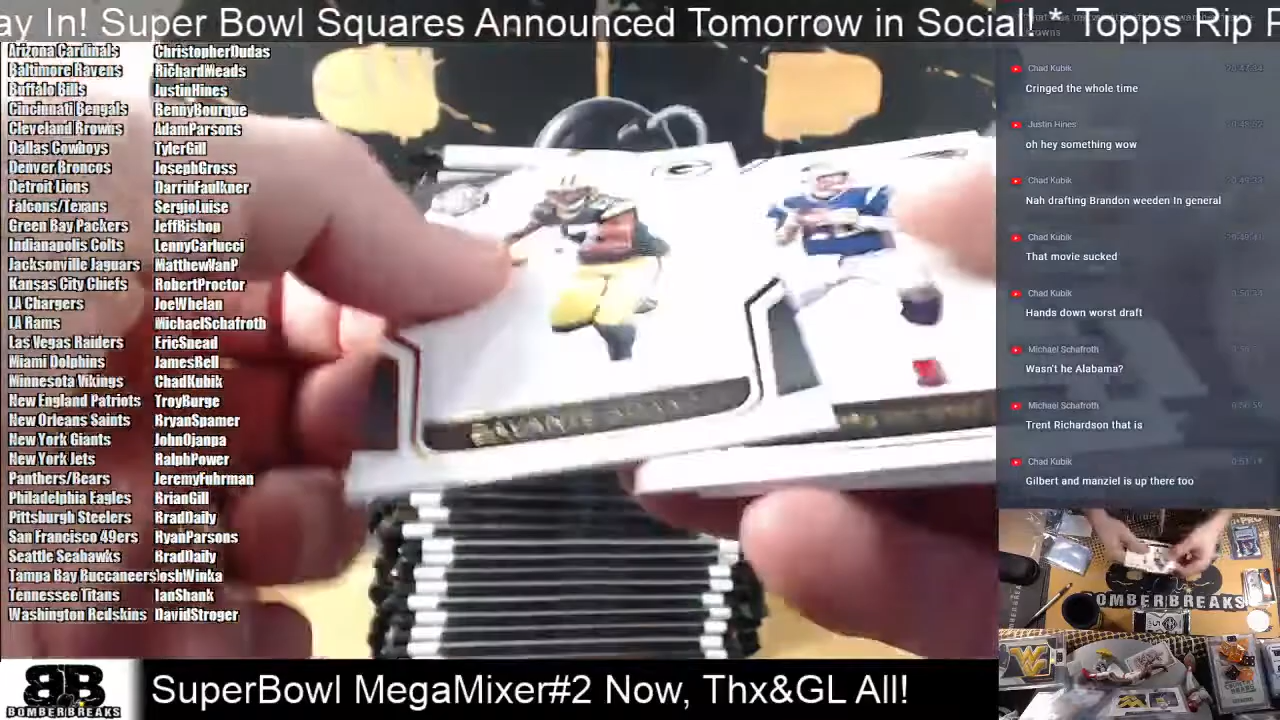 ay In! Super Bowl Squares Announced Tomorrow in Social! * Topps Rip F
Arizona Cardinals ChristopherDudas
Baltimore Ravens RichardMeads
Buffalo Bills JustinHines
Cincinnati Bengals BennyBourque
Cleveland Browns AdamParsons
Dallas Cowboys TylerGill
Denver Broncos JosephGross
Detroit Lions DarrinFaulkner
Falcons/Texans SergioLuise
Green Bay Packers JeffBishop
Indianapolis Colts LennyCarlucci
Jacksonville Jaguars MatthewVanP
Kansas City Chiefs RobertProctor
LA Chargers JoeWhelan
LA Rams MichaelSchafroth
Las Vegas Raiders EricSnead
Miami Dolphins JamesBell
Minnesota Vikings ChadKubik
New England Patriots TroyBurge
New Orleans Saints BryanSpamer
New York Giants JohnOjanpa
New York Jets RalphPower
Panthers/Bears JeremyFuhrman
Philadelphia Eagles BrianGill
Pittsburgh Steelers BradDaily
San Francisco 49ers RyanParsons
Seattle Seahawks BradDaily
Tampa Bay Buccaneers JoshWinka
Tennessee Titans IanShank
Washington Redskins DavidStroger
Chad Kubik
Cringed the whole time
Justin Hines
oh hey something wow
Chad Kubik
Nah drafting Brandon weeden In general
Chad Kubik
That movie sucked
Chad Kubik
Hands down worst draft
Michael Schafroth
Wasn't he Alabama?
Michael Schafroth
Trent Richardson that is
Chad Kubik
Gilbert and manziel is up there too
BOMBERBREAKS
BB
BOMBERBREAKS
SuperBowl MegaMixer#2 Now, Thx&GL All!